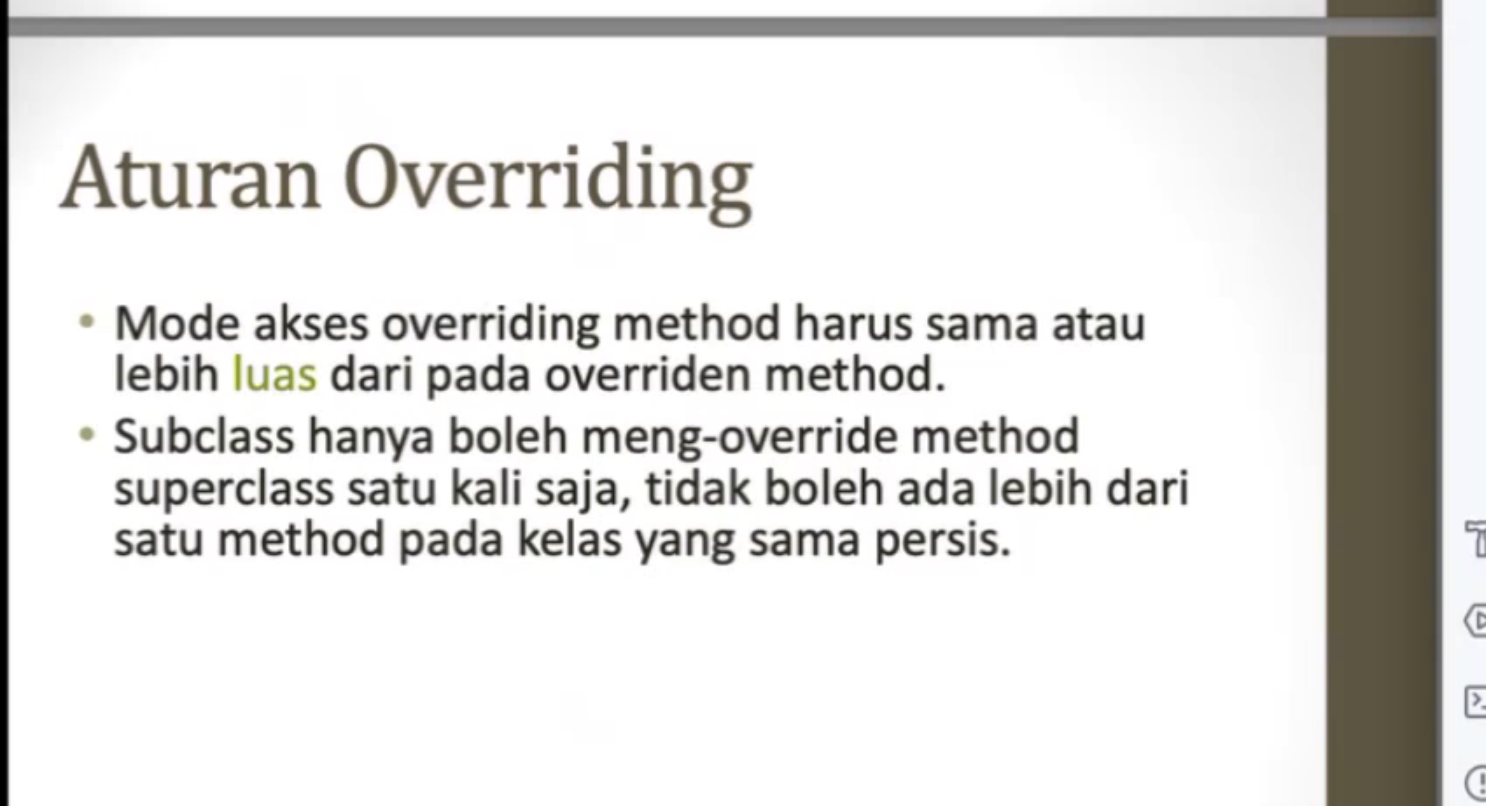 Aturan Overriding
• Mode akses overriding method harus sama atau
lebih luas dari pada overriden method.
• Subclass hanya boleh meng-override method
superclass satu kali saja, tidak boleh ada lebih dari
satu method pada kelas yang sama persis.